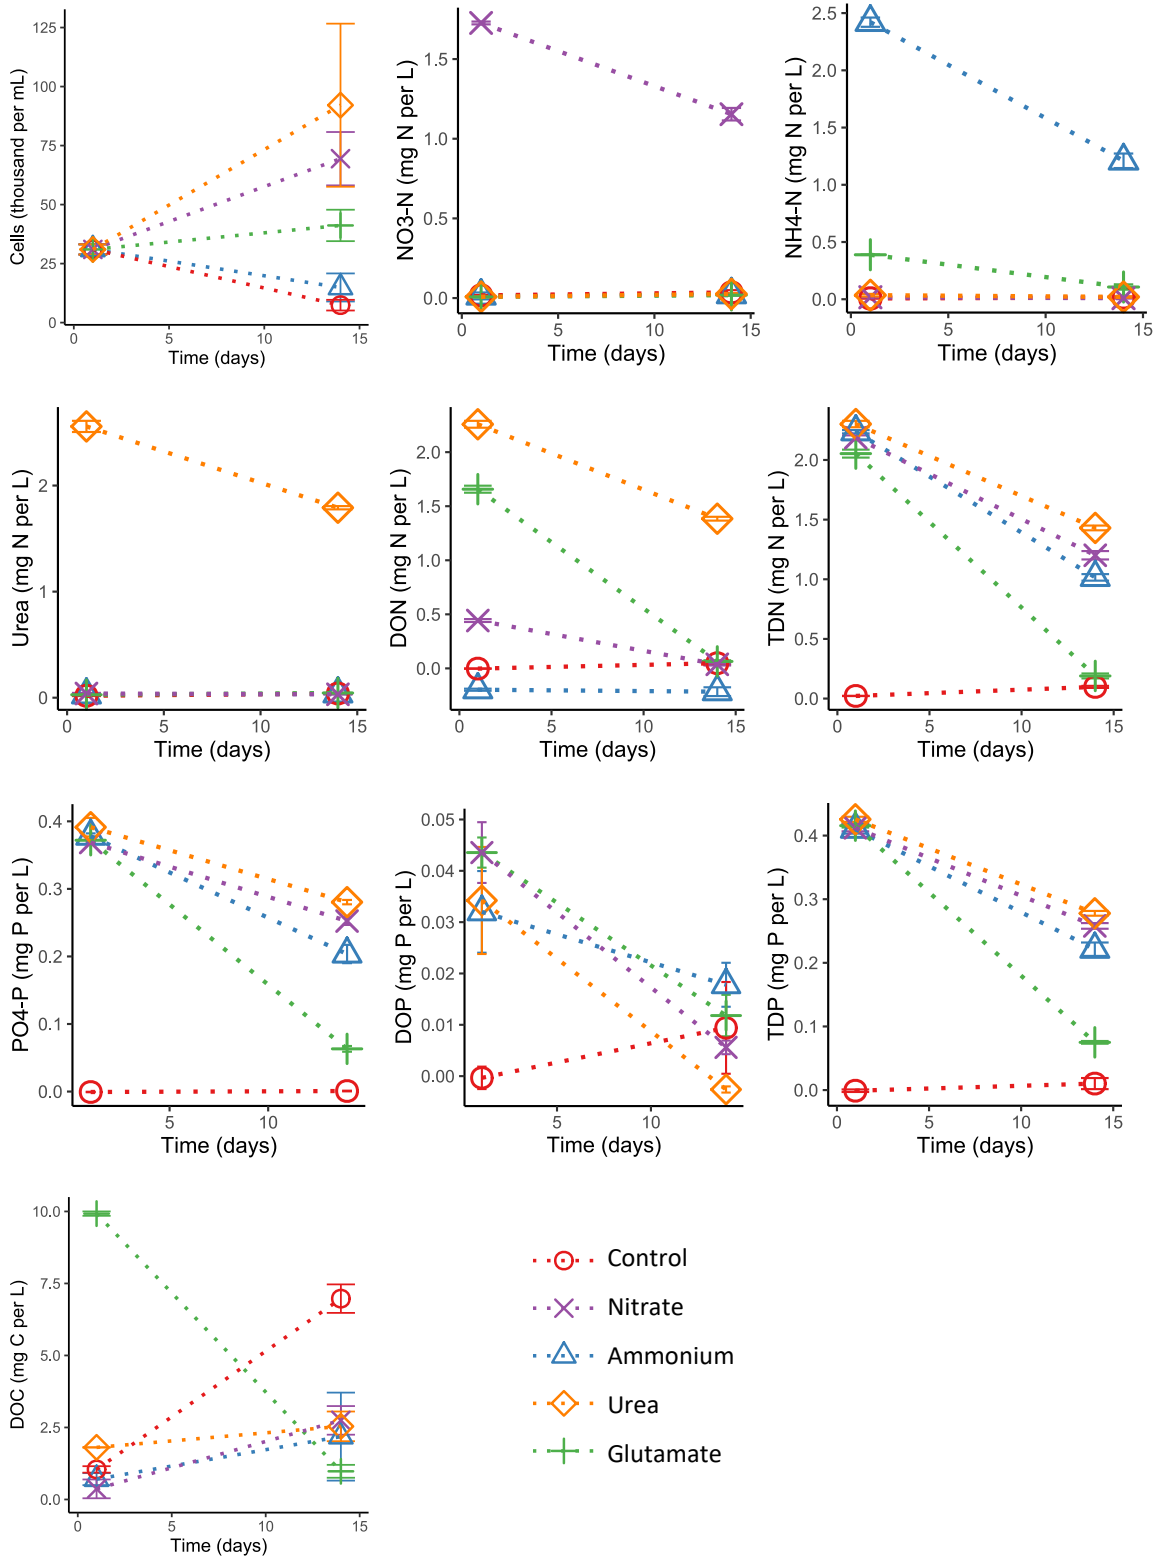 Cells (thousand per mL)
125
100
75
50
25
0
0 5 10 15
Time (days)
NO3-N (mg N per L)
1.5
1.0
0.5
0.0
0 5 10 15
Time (days)
NH4-N (mg N per L)
2.5
2.0
1.5
1.0
0.5
0.0
0 5 10 15
Time (days)
Urea (mg N per L)
2
1
0
0 5 10 15
Time (days)
DON (mg N per L)
2.0
1.5
1.0
0.5
0.0
0 5 10 15
Time (days)
TDN (mg N per L)
2.0
1.5
1.0
0.5
0.0
0 5 10 15
Time (days)
PO4-P (mg P per L)
0.4
0.3
0.2
0.1
0.0
5 10
Time (days)
DOP (mg P per L)
0.05
0.04
0.03
0.02
0.01
0.00
5 10
Time (days)
TDP (mg P per L)
0.4
0.3
0.2
0.1
0.0
0 5 10 15
Time (days)
DOC (mg C per L)
10.0
7.5
5.0
2.5
0.0
0 5 10 15
Time (days)
Control
Nitrate
Ammonium
Urea
Glutamate